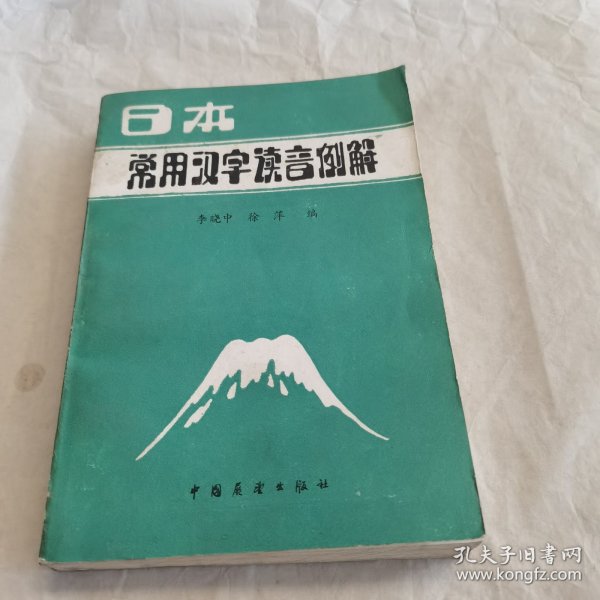 日本
常用汉字读音例解
李晓中 徐萍 编
中国展望出版社
孔夫子旧书网
www.kongfz.com